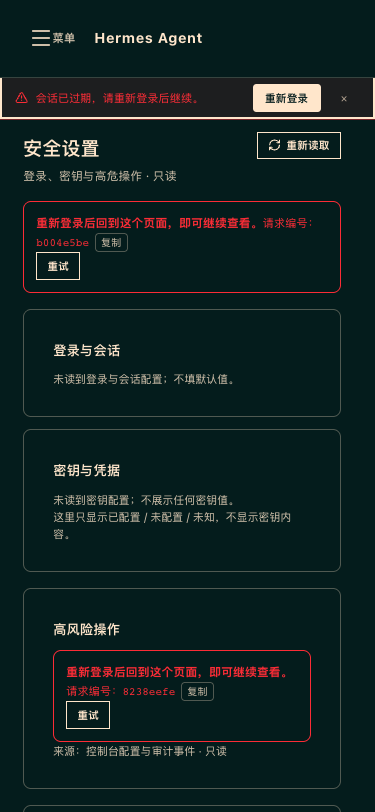 菜单 Hermes Agent
会话已过期，请重新登录后继续。 重新登录 ×
安全设置 重新读取
登录、密钥与高危操作 · 只读
重新登录后回到这个页面，即可继续查看。请求编号：
b004e5be 复制
重试
登录与会话
未读到登录与会话配置；不填默认值。
密钥与凭据
未读到密钥配置；不展示任何密钥值。
这里只显示已配置 / 未配置 / 未知，不显示密钥内
容。
高风险操作
重新登录后回到这个页面，即可继续查看。
请求编号：8238eefe 复制
重试
来源：控制台配置与审计事件 · 只读